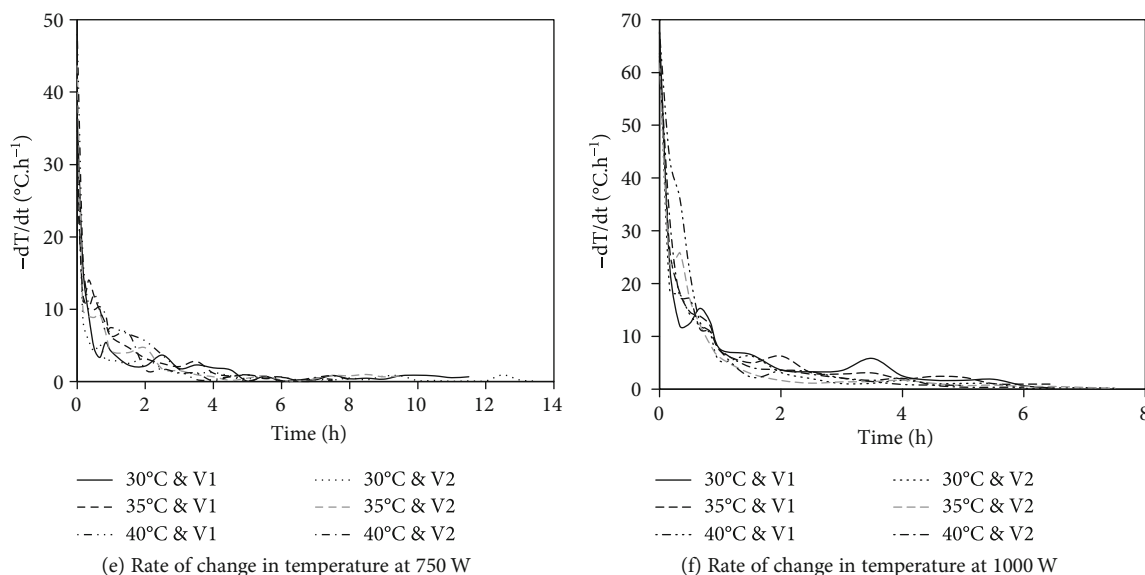 50
40
30
20
10
0
−dT/dt (°C.h⁻¹)
0 2 4 6 8 10 12 14
Time (h)
30°C & V1 30°C & V2
35°C & V1 35°C & V2
40°C & V1 40°C & V2
(e) Rate of change in temperature at 750 W
70
60
50
40
30
20
10
0
−dT/dt (°C.h⁻¹)
0 2 4 6 8
Time (h)
30°C & V1 30°C & V2
35°C & V1 35°C & V2
40°C & V1 40°C & V2
(f) Rate of change in temperature at 1000 W